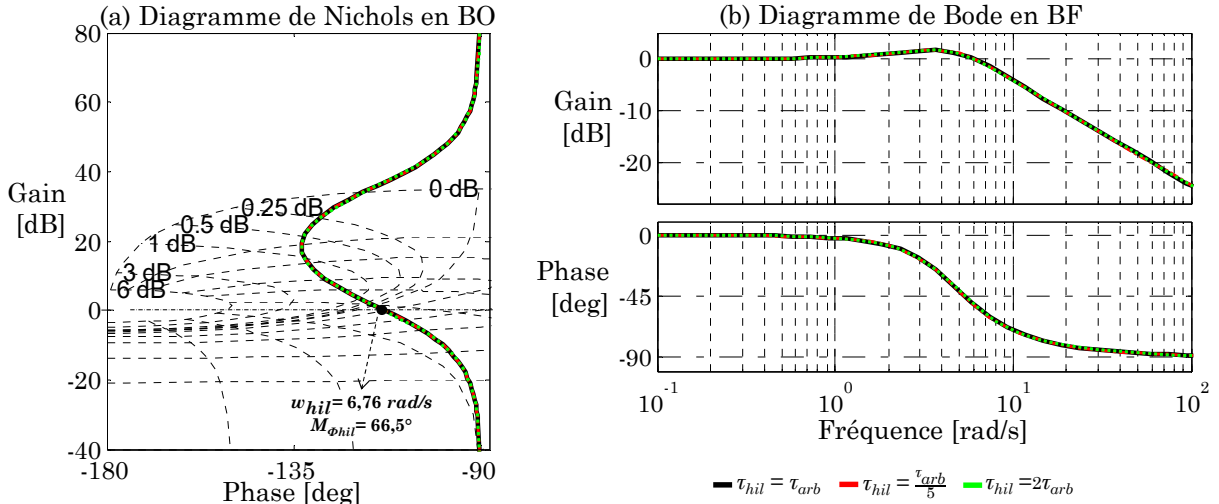 (a) Diagramme de Nichols en BO
80
60
40
20
0
-20
-40
Gain
[dB]
0 dB
0.25 dB
0.5 dB
1 dB
3 dB
6 dB
w_hil = 6,76 rad/s
M_Φhil = 66,5°
-180
-135
-90
Phase [deg]
(b) Diagramme de Bode en BF
0
-10
-20
Gain
[dB]
0
-45
-90
Phase
[deg]
10^-1
10^0
10^1
10^2
Fréquence [rad/s]
τ_hil = τ_arb τ_hil = τ_arb/5 τ_hil = 2τ_arb